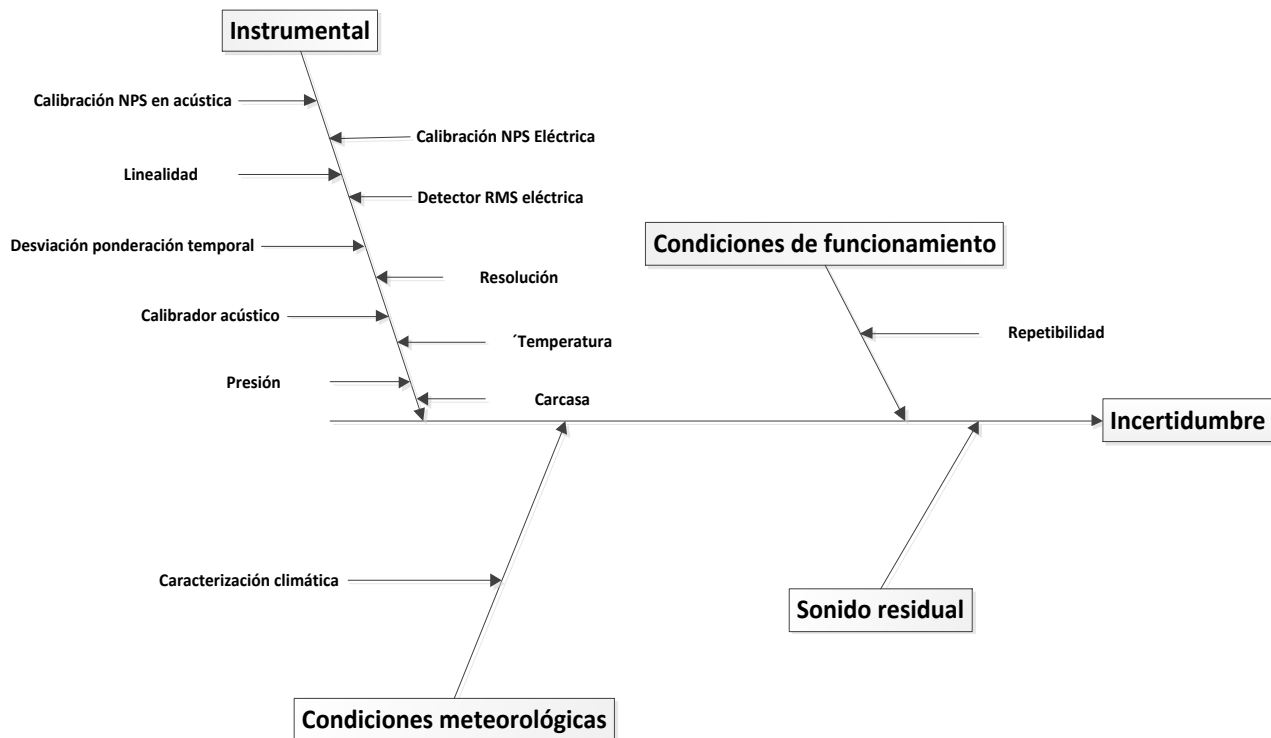 Instrumental
Calibración NPS en acústica
Calibración NPS Eléctrica
Linealidad
Detector RMS eléctrica
Desviación ponderación temporal
Condiciones de funcionamiento
Resolución
Calibrador acústico
Repetibilidad
´Temperatura
Presión
Carcasa
Incertidumbre
Caracterización climática
Sonido residual
Condiciones meteorológicas